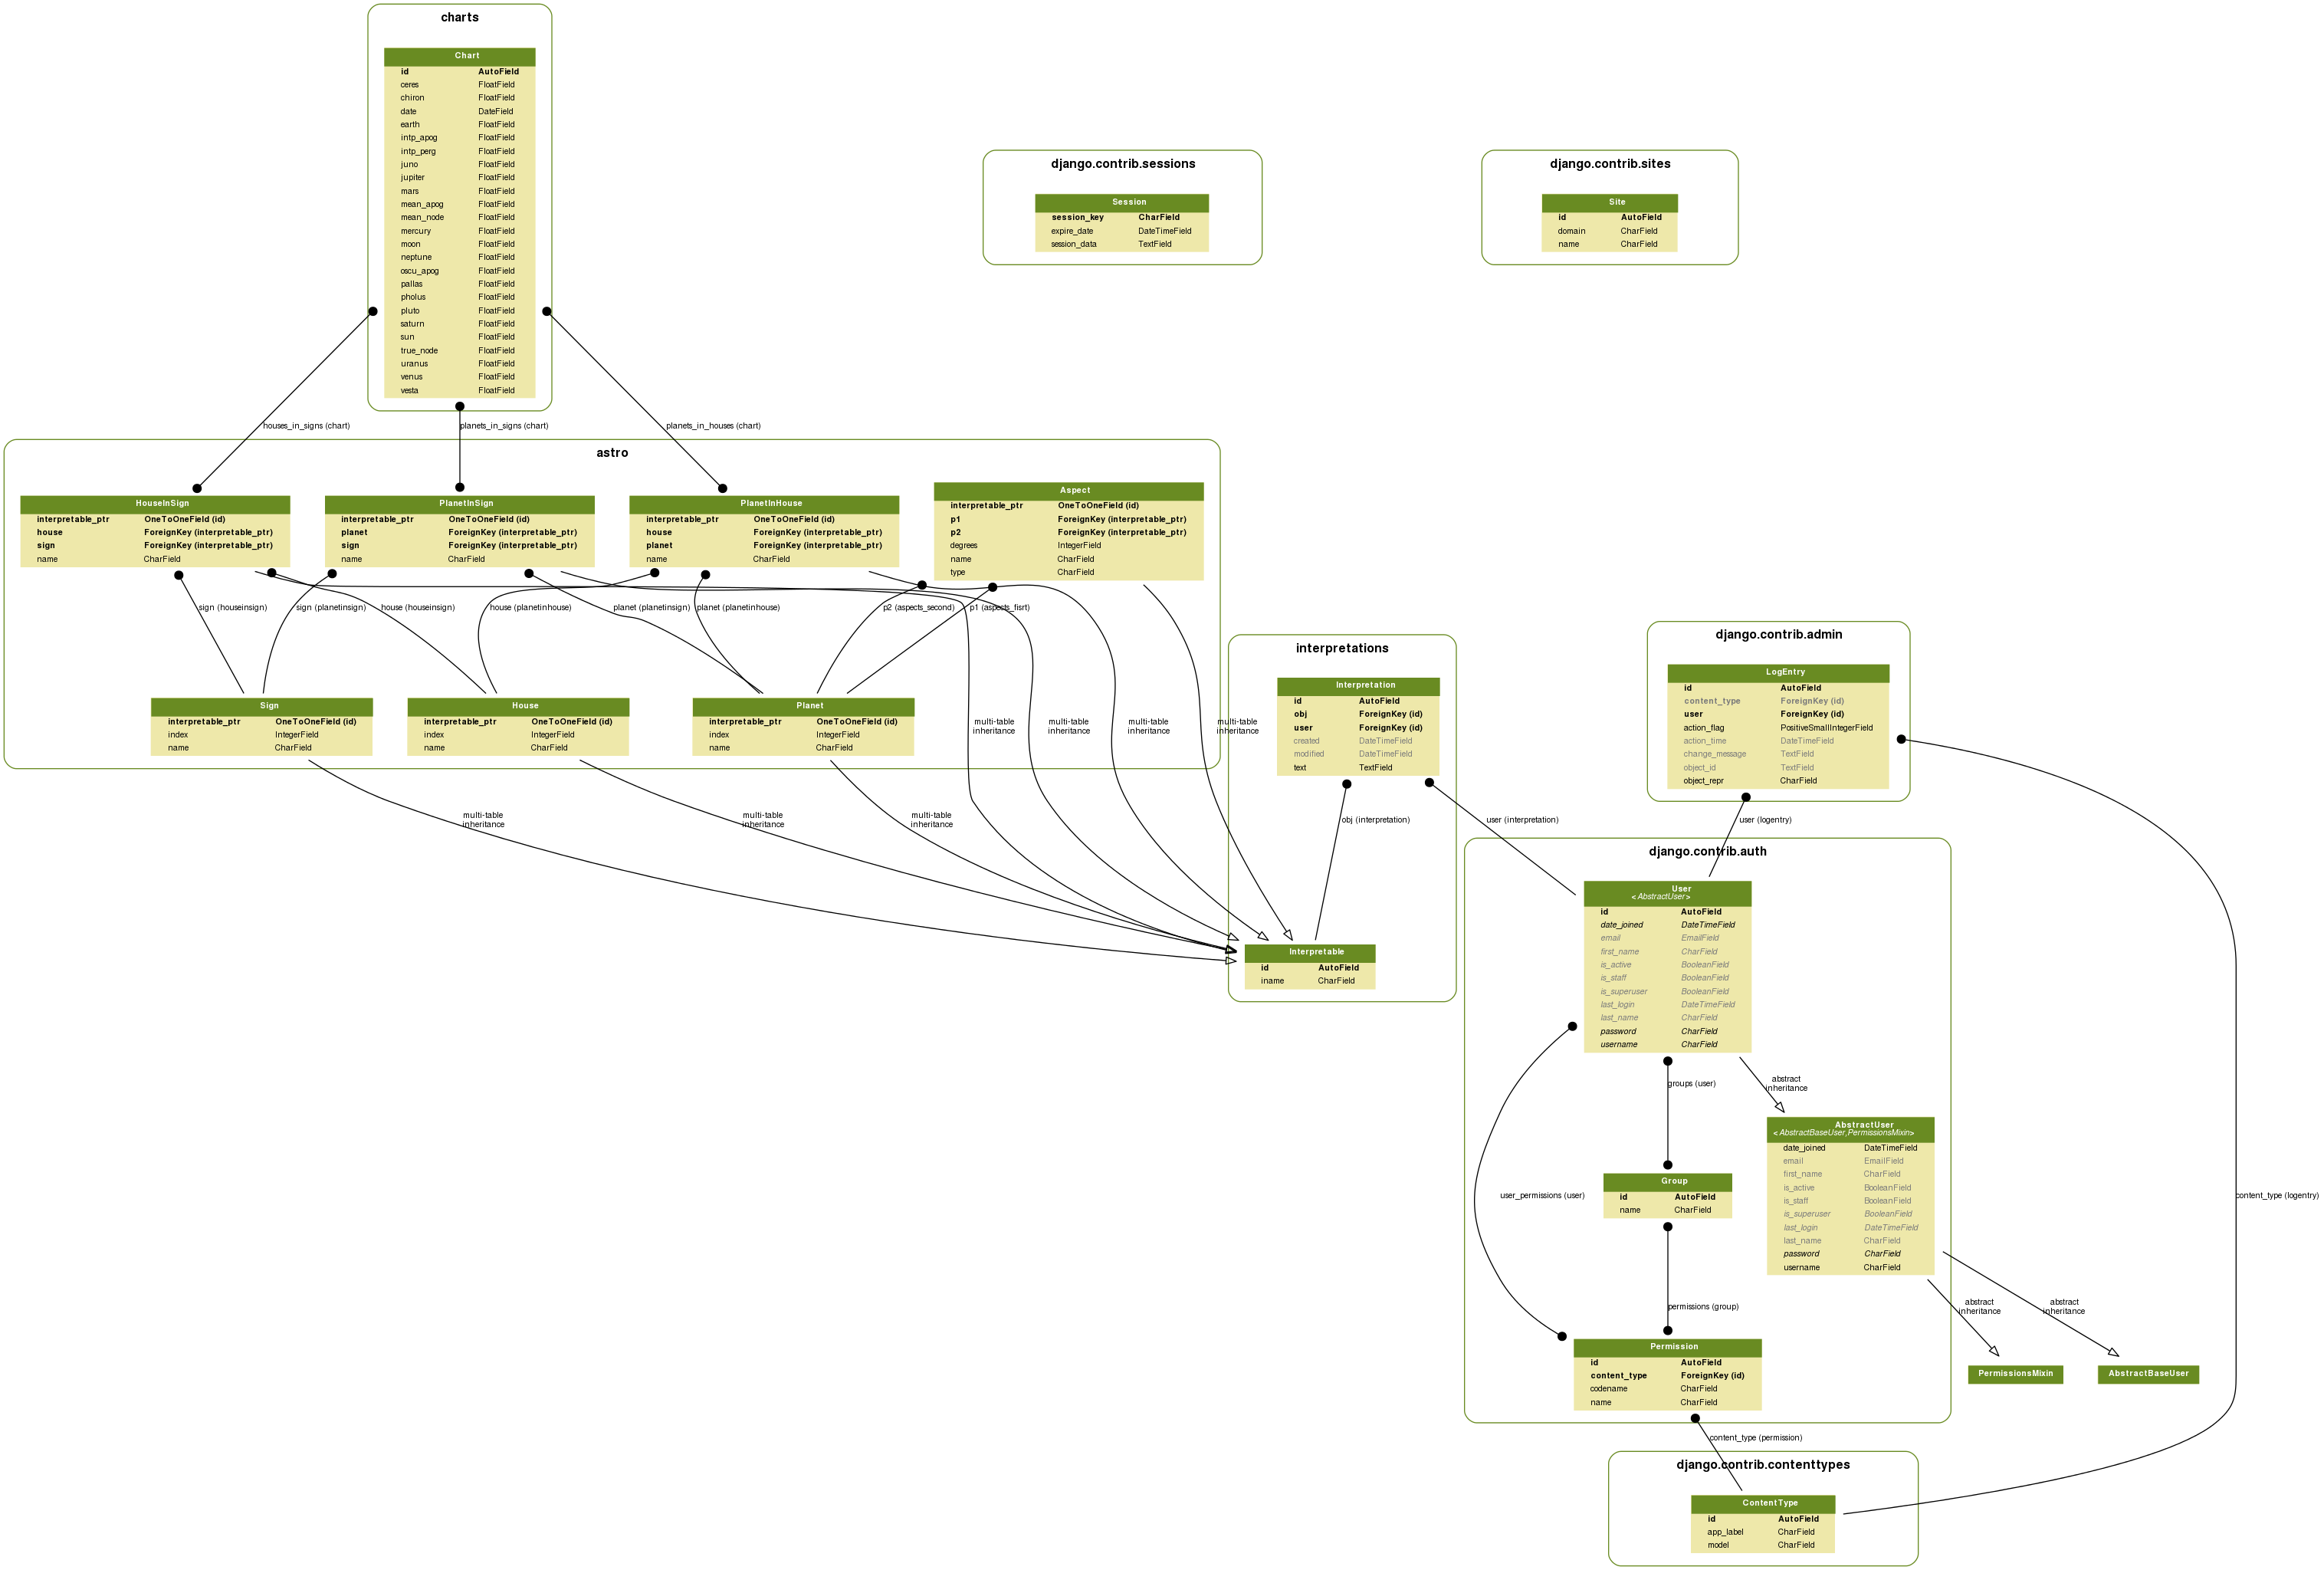 charts
Chart
id AutoField
ceres FloatField
chiron FloatField
date DateField
earth FloatField
intp_apog FloatField
intp_perg FloatField
juno FloatField
jupiter FloatField
mars FloatField
mean_apog FloatField
mean_node FloatField
mercury FloatField
moon FloatField
neptune FloatField
oscu_apog FloatField
pallas FloatField
pholus FloatField
pluto FloatField
saturn FloatField
sun FloatField
true_node FloatField
uranus FloatField
venus FloatField
vesta FloatField
django.contrib.sessions
Session
session_key CharField
expire_date DateTimeField
session_data TextField
django.contrib.sites
Site
id AutoField
domain CharField
name CharField
houses_in_signs (chart)
planets_in_signs (chart)
planets_in_houses (chart)
astro
HouseInSign
interpretable_ptr OneToOneField (id)
house ForeignKey (interpretable_ptr)
sign ForeignKey (interpretable_ptr)
name CharField
PlanetInSign
interpretable_ptr OneToOneField (id)
planet ForeignKey (interpretable_ptr)
sign ForeignKey (interpretable_ptr)
name CharField
PlanetInHouse
interpretable_ptr OneToOneField (id)
house ForeignKey (interpretable_ptr)
planet ForeignKey (interpretable_ptr)
name CharField
Aspect
interpretable_ptr OneToOneField (id)
p1 ForeignKey (interpretable_ptr)
p2 ForeignKey (interpretable_ptr)
degrees IntegerField
name CharField
type CharField
sign (houseinsign)
sign (planetinsign)
house (houseinsign)
house (planetinhouse)
planet (planetinsign)
planet (planetinhouse)
p2 (aspects_second)
p1 (aspects_fisrt)
Sign
interpretable_ptr OneToOneField (id)
index IntegerField
name CharField
House
interpretable_ptr OneToOneField (id)
index IntegerField
name CharField
Planet
interpretable_ptr OneToOneField (id)
index IntegerField
name CharField
multi-table
inheritance
multi-table
inheritance
multi-table
inheritance
multi-table
inheritance
multi-table
inheritance
multi-table
inheritance
multi-table
inheritance
interpretations
Interpretation
id AutoField
obj ForeignKey (id)
user ForeignKey (id)
created DateTimeField
modified DateTimeField
text TextField
obj (interpretation)
user (interpretation)
Interpretable
id AutoField
iname CharField
django.contrib.admin
LogEntry
id AutoField
content_type ForeignKey (id)
user ForeignKey (id)
action_flag PositiveSmallIntegerField
action_time DateTimeField
change_message TextField
object_id TextField
object_repr CharField
user (logentry)
django.contrib.auth
User
< AbstractUser >
id AutoField
date_joined DateTimeField
email EmailField
first_name CharField
is_active BooleanField
is_staff BooleanField
is_superuser BooleanField
last_login DateTimeField
last_name CharField
password CharField
username CharField
groups (user)
abstract
inheritance
AbstractUser
< AbstractBaseUser,PermissionsMixin>
date_joined DateTimeField
email EmailField
first_name CharField
is_active BooleanField
is_staff BooleanField
is_superuser BooleanField
last_login DateTimeField
last_name CharField
password CharField
username CharField
Group
id AutoField
name CharField
user_permissions (user)
content_type (logentry)
permissions (group)
abstract
inheritance
abstract
inheritance
Permission
id AutoField
content_type ForeignKey (id)
codename CharField
name CharField
PermissionsMixin
AbstractBaseUser
content_type (permission)
django.contrib.contenttypes
ContentType
id AutoField
app_label CharField
model CharField